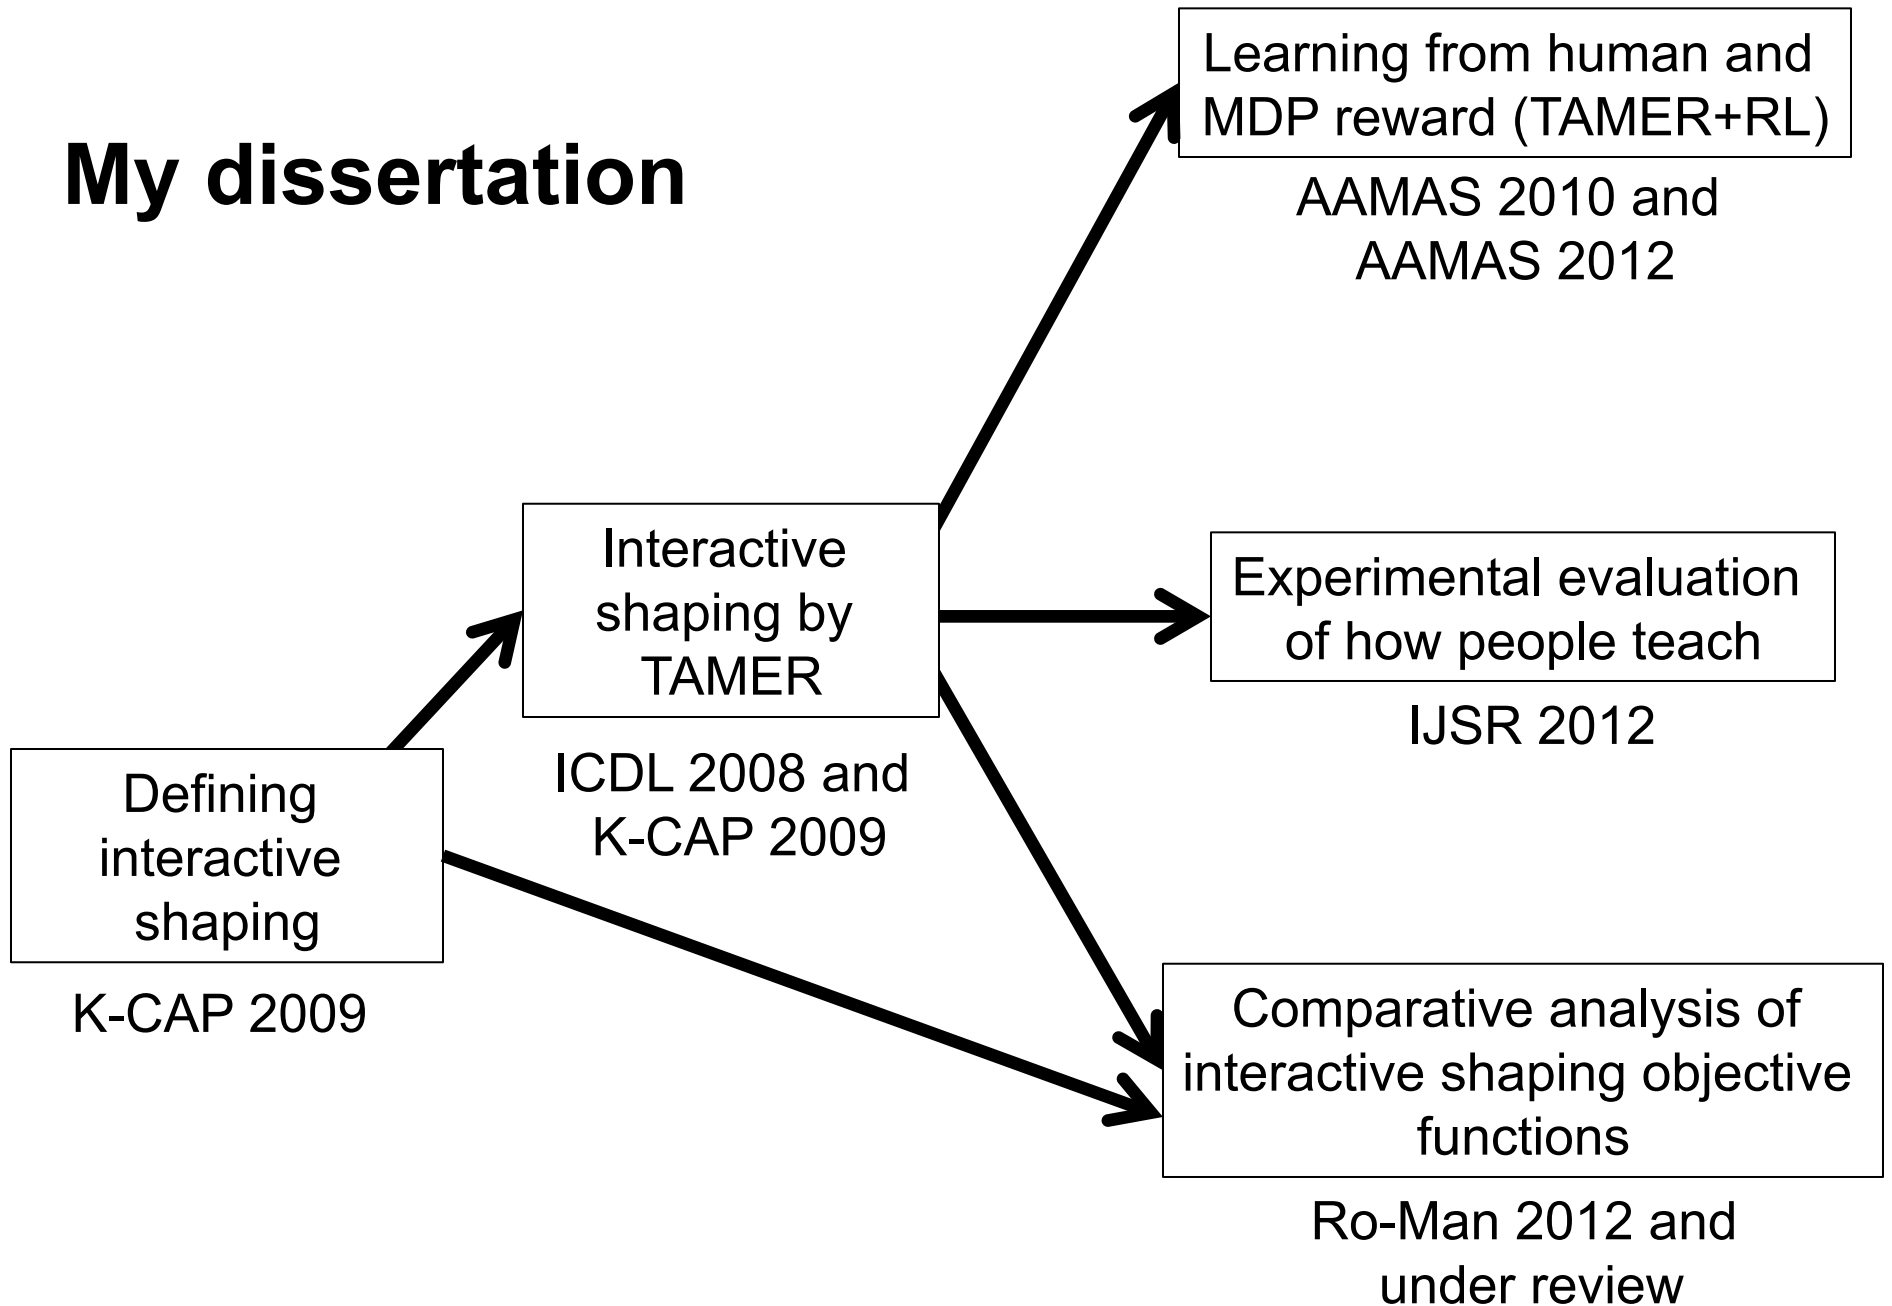 My dissertation
Learning from human and
MDP reward (TAMER+RL)
AAMAS 2010 and
AAMAS 2012
Interactive
shaping by
TAMER
ICDL 2008 and
K-CAP 2009
Experimental evaluation
of how people teach
IJSR 2012
Defining
interactive
shaping
K-CAP 2009
Comparative analysis of
interactive shaping objective
functions
Ro-Man 2012 and
under review